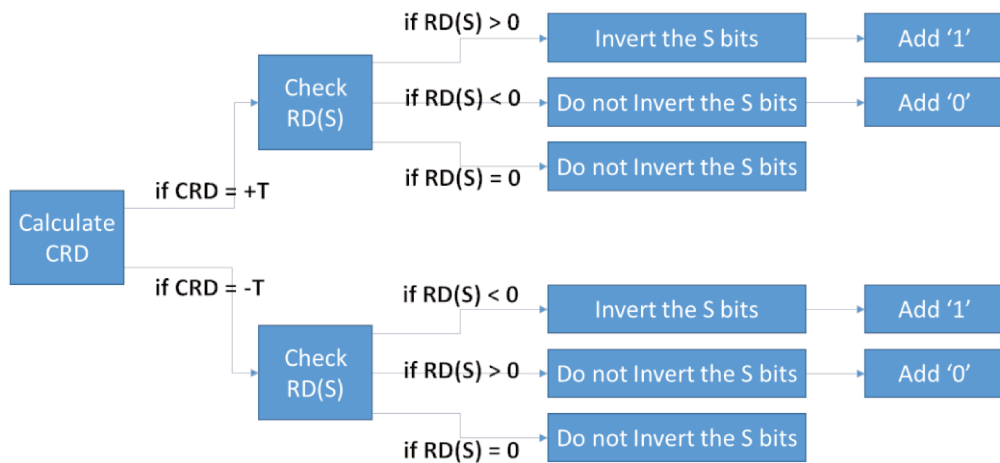 if RD(S) > 0
Invert the S bits
Add ‘1’
Check
RD(S)
if RD(S) < 0
Do not Invert the S bits
Add ‘0’
if RD(S) = 0
Do not Invert the S bits
if CRD = +T
Calculate
CRD
if CRD = -T
if RD(S) < 0
Invert the S bits
Add ‘1’
Check
RD(S)
if RD(S) > 0
Do not Invert the S bits
Add ‘0’
if RD(S) = 0
Do not Invert the S bits